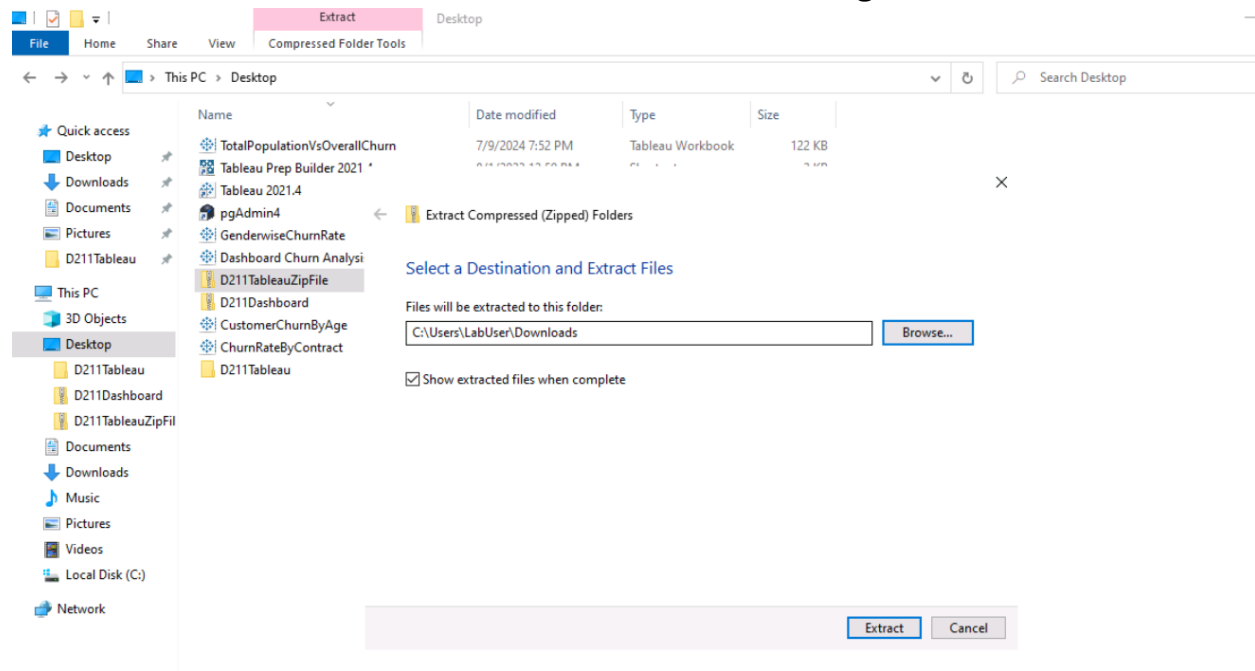 Extract
Desktop
File Home Share View Compressed Folder Tools
This PC > Desktop
Search Desktop
Name Date modified Type Size
Quick access
Desktop
Downloads
Documents
Pictures
D211Tableau
This PC
3D Objects
Desktop
D211Tableau
D211Dashboard
D211TableauZipFil
Documents
Downloads
Music
Pictures
Videos
Local Disk (C:)
Network
TotalPopulationVsOverallChurn 7/9/2024 7:52 PM Tableau Workbook 122 KB
Tableau Prep Builder 2021
Tableau 2021.4
pgAdmin4
GenderwiseChurnRate
Dashboard Churn Analysi
D211TableauZipFile
D211Dashboard
CustomerChurnByAge
ChurnRateByContract
D211Tableau
Extract Compressed (Zipped) Folders
Select a Destination and Extract Files
Files will be extracted to this folder:
C:\Users\LabUser\Downloads
Browse...
Show extracted files when complete
Extract Cancel